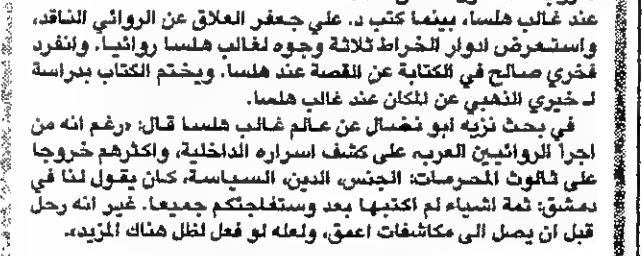 عند غالب هلسا، بينما كتب د. علي جعفر العلاق عن الروائي الناقد،
واستعرض ادوار الخراط ثلاثة وجوه لغالب هلسا روائيا. وانفرد
فخري صالح في الكتابة عن القصة عند هلسا. ويختم الكتاب بدراسة
لـ خيري الذهبي عن المكان عند غالب هلسا.
في بحث نزيه ابو نضال عن عالم غالب هلسا قال: «رغم انه من
اجرأ الروائيين العرب على كشف اسراره الداخلية، واكثرهم خروجا
على ثالوث المحرمات: الجنس، الدين، السياسة، كان يقول لنا في
دمشق: ثمة اشياء لم اكتبها بعد وستفلجئكم جميعا. غير انه رحل
قبل ان يصل الى مكاشفات اعمق، ولعله لو فعل لظل هناك المزيد».